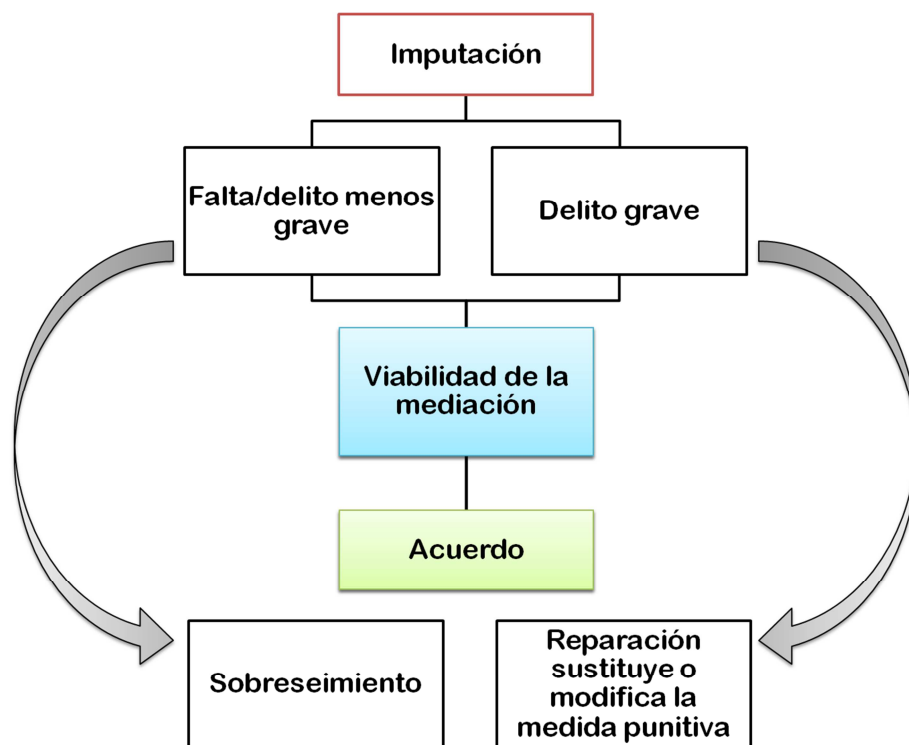 Imputación
Falta/delito menos
grave
Delito grave
Viabilidad de la
mediación
Acuerdo
Sobreseimiento
Reparación
sustituye o
modifica la
medida punitiva